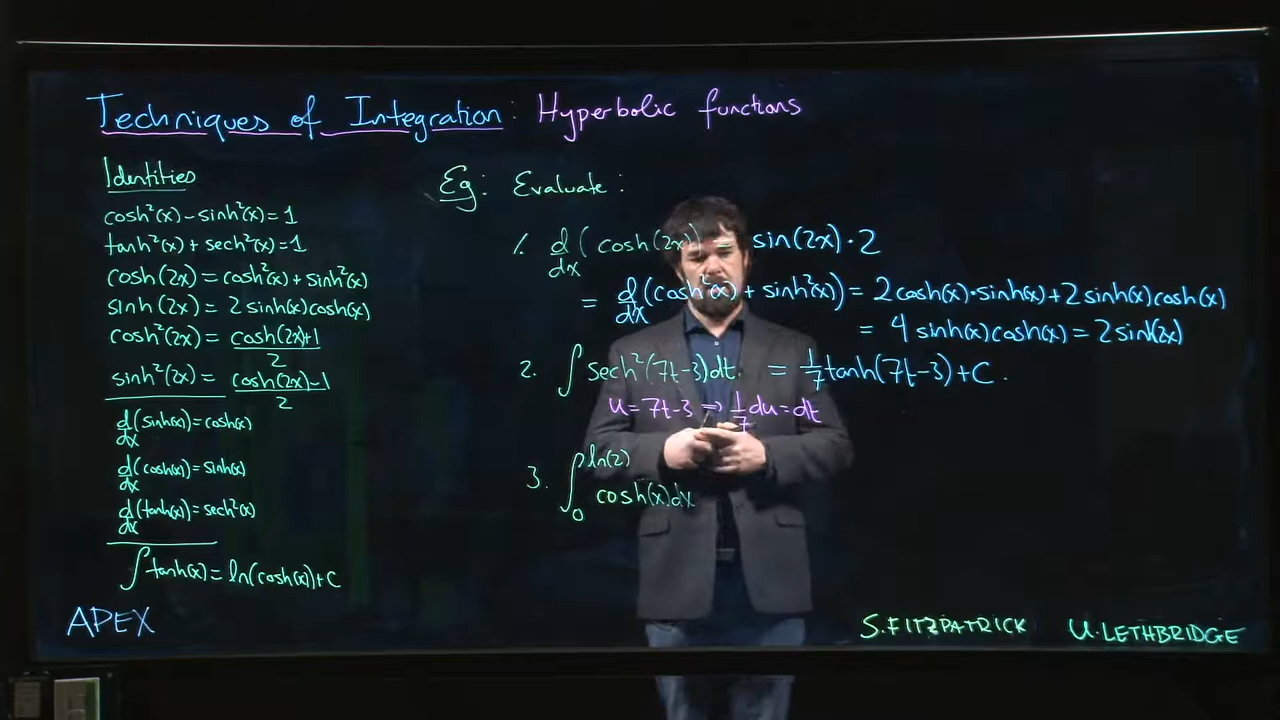 Techniques of Integration: Hyperbolic functions
Identities
cosh²(x) - sinh²(x) = 1
tanh²(x) + sech²(x) = 1
cosh(2x) = cosh²(x) + sinh²(x)
sinh(2x) = 2 sinh(x)cosh(x)
cosh²(2x) = cosh(2x)+1 / 2
sinh²(2x) = cosh(2x)-1 / 2
d/dx (sinh(x)) = cosh(x)
d/dx (cosh(x)) = sinh(x)
d/dx (tanh(x)) = sech²(x)
∫ tanh(x) = ln(cosh(x)) + C
Eg: Evaluate:
1. d/dx (cosh(2x)) = sin(2x)·2
= d/dx (cosh²(x) + sinh²(x)) = 2cosh(x)·sinh(x) + 2 sinh(x)cosh(x)
= 4 sinh(x)cosh(x) = 2 sinh(2x)
2. ∫ sech²(7t-3)dt = 1/7 tanh(7t-3) + C.
u = 7t-3 ⇒ 1/7 du = dt
3. ∫₀^ln(2) cosh(x)dx
APEX
S. FITZPATRICK U. LETHBRIDGE